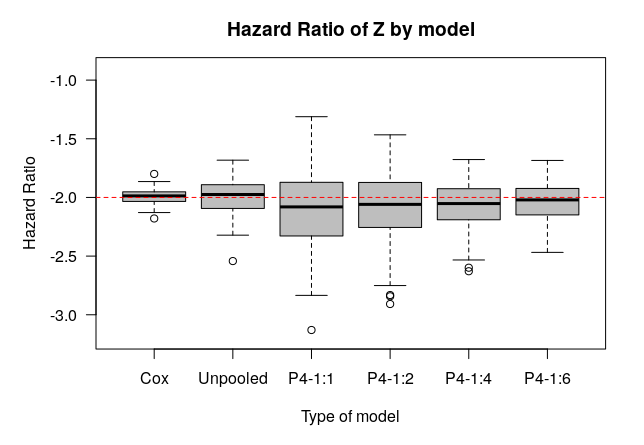 Hazard Ratio of Z by model
Hazard Ratio
-1.0
-1.5
-2.0
-2.5
-3.0
Cox Unpooled P4-1:1 P4-1:2 P4-1:4 P4-1:6
Type of model